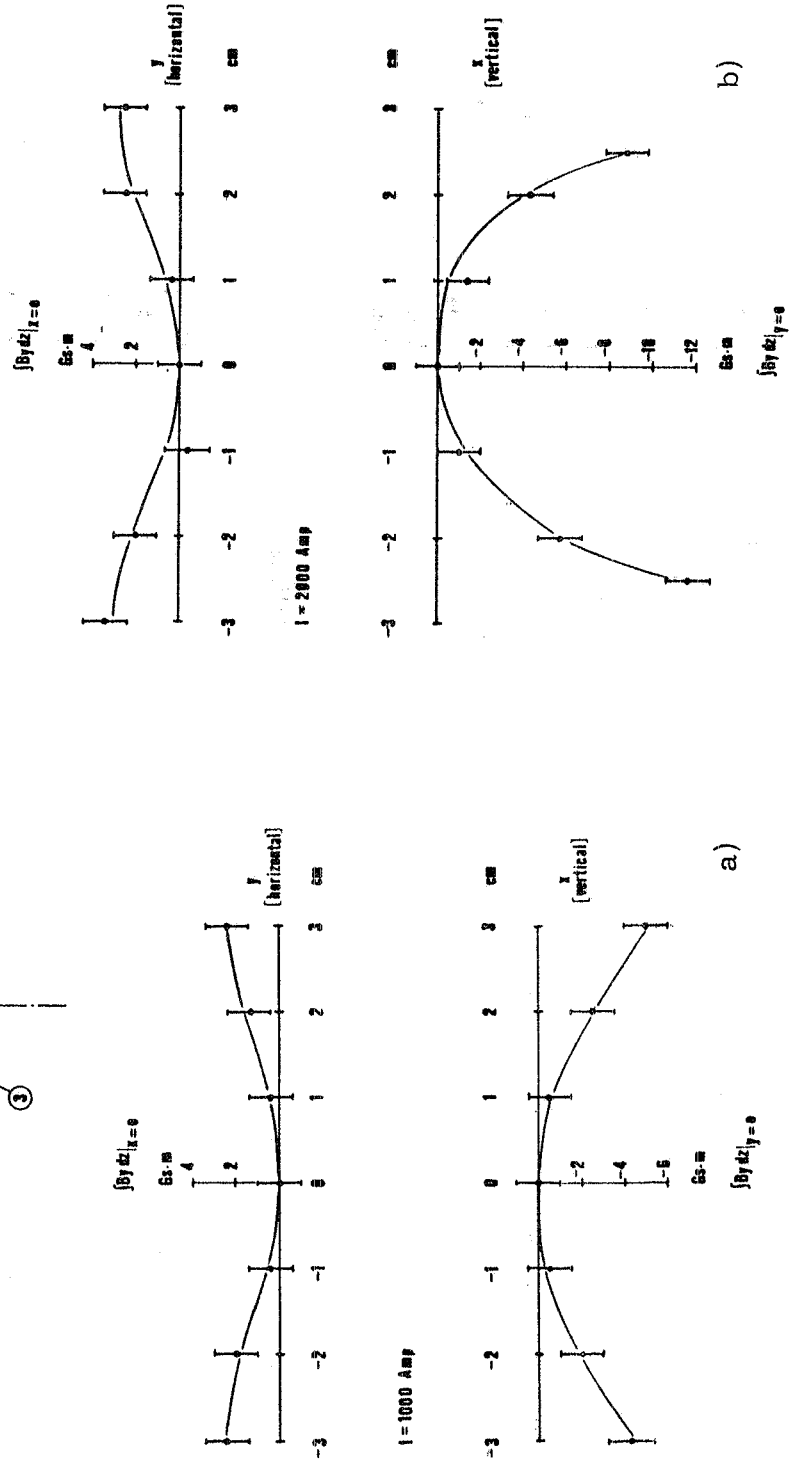 ③
∫By dz|x=0
Gs·m
4
2
y
[horizontal]
-3 -2 -1 0 1 2 3 cm
I = 1000 Amp
-3 -2 -1 0 1 2 3 cm
x
[vertical]
-2
-4
-6
Gs·m
∫By dz|y=0
a)
∫By dz|x=0
Gs·m
4
2
y
[horizontal]
-3 -2 -1 0 1 2 3 cm
I = 2000 Amp
-3 -2 -1 0 1 2 3 cm
x
[vertical]
-2
-4
-6
-8
-10
-12
Gs·m
∫By dz|y=0
b)